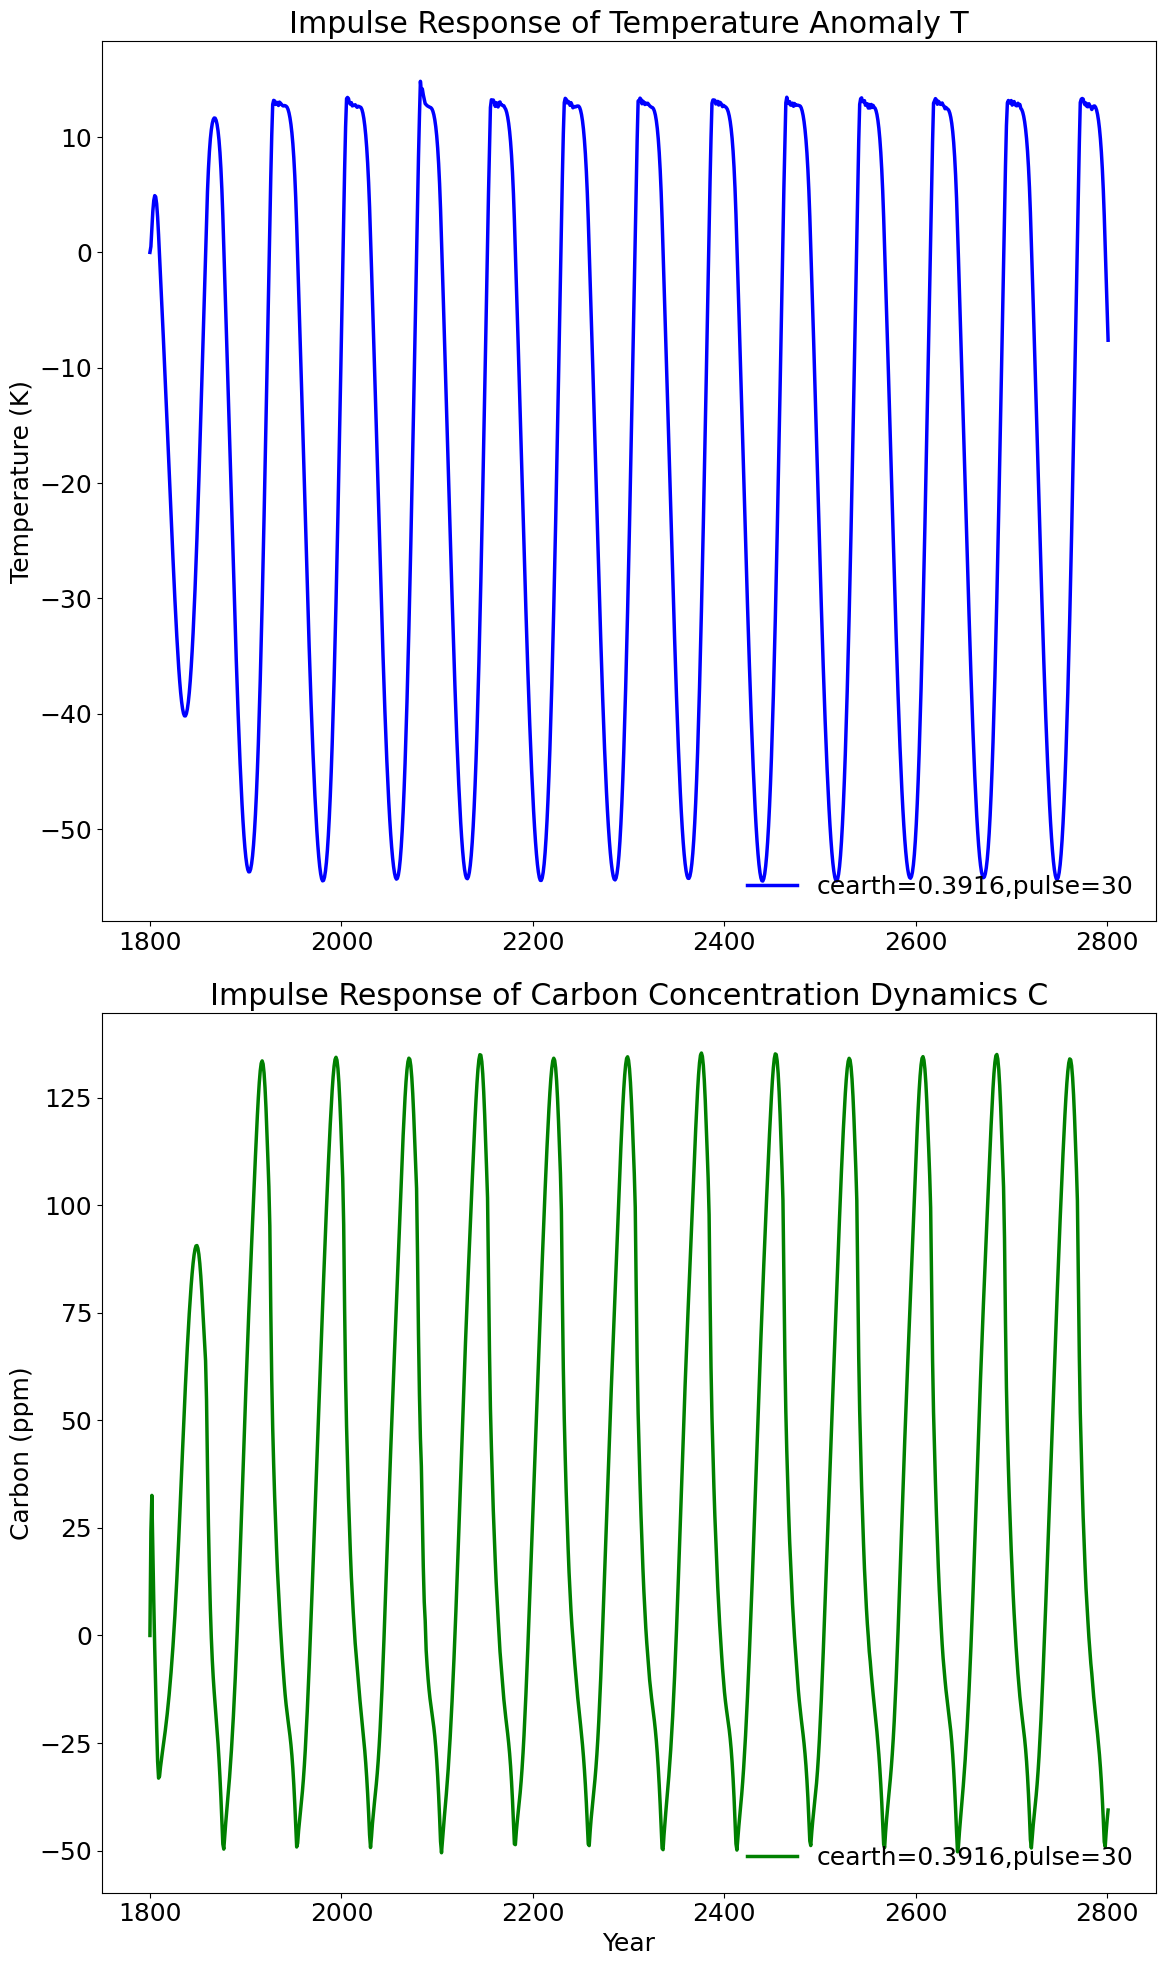 Impulse Response of Temperature Anomaly T
Temperature (K)
10
0
−10
−20
−30
−40
−50
cearth=0.3916,pulse=30
1800 2000 2200 2400 2600 2800
Impulse Response of Carbon Concentration Dynamics C
Carbon (ppm)
125
100
75
50
25
0
−25
−50
cearth=0.3916,pulse=30
1800 2000 2200 2400 2600 2800
Year